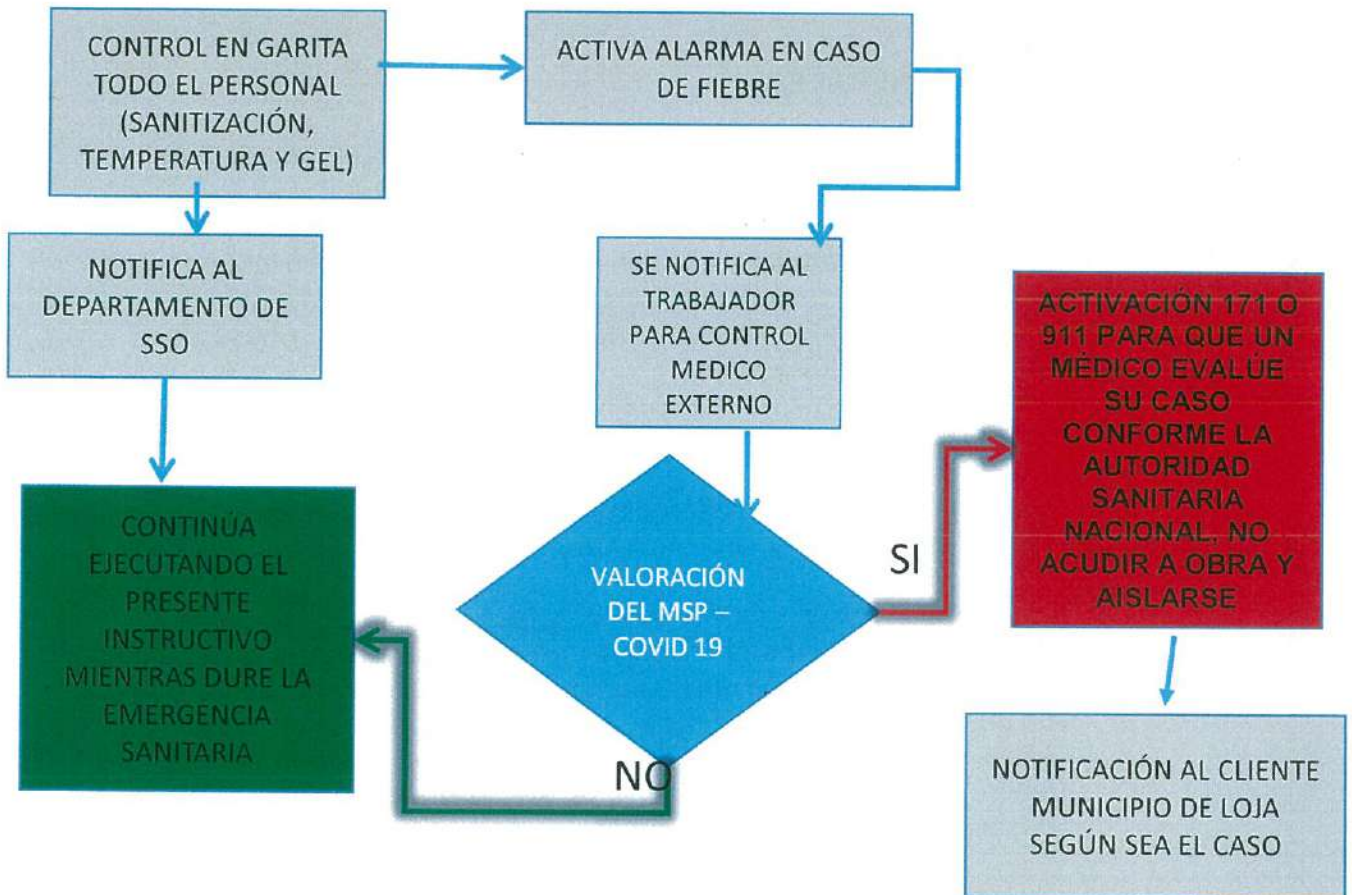 CONTROL EN GARITA
TODO EL PERSONAL
(SANITIZACIÓN,
TEMPERATURA Y GEL)
ACTIVA ALARMA EN CASO
DE FIEBRE
NOTIFICA AL
DEPARTAMENTO DE
SSO
SE NOTIFICA AL
TRABAJADOR
PARA CONTROL
MEDICO
EXTERNO
ACTIVACIÓN 171 O
911 PARA QUE UN
MÉDICO EVALÚE
SU CASO
CONFORME LA
AUTORIDAD
SANITARIA
NACIONAL, NO
ACUDIR A OBRA Y
AISLARSE
CONTINÚA
EJECUTANDO EL
PRESENTE
INSTRUCTIVO
MIENTRAS DURE LA
EMERGENCIA
SANITARIA
VALORACIÓN
DEL MSP –
COVID 19
SI
NO
NOTIFICACIÓN AL CLIENTE
MUNICIPIO DE LOJA
SEGÚN SEA EL CASO